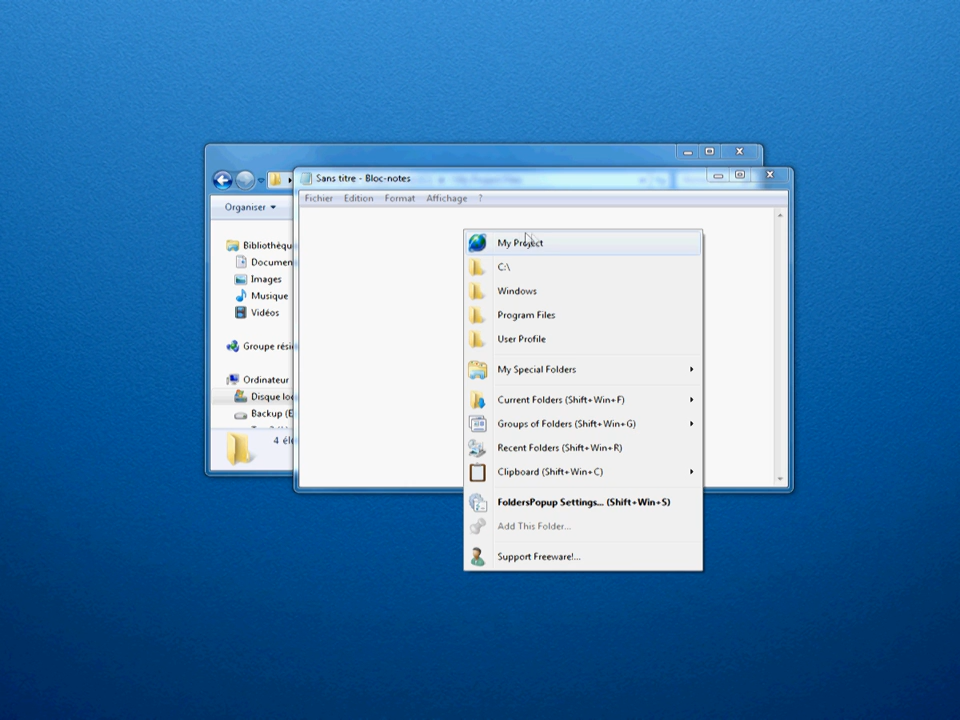 Sans titre - Bloc-notes
Fichier Edition Format Affichage ?
Organiser
Bibliothèqu
Documen
Images
Musique
Vidéos
Groupe rési
Ordinateur
Disque loc
Backup (E
4 élé
My Project
C:\
Windows
Program Files
User Profile
My Special Folders
Current Folders (Shift+Win+F)
Groups of Folders (Shift+Win+G)
Recent Folders (Shift+Win+R)
Clipboard (Shift+Win+C)
FoldersPopup Settings... (Shift+Win+S)
Add This Folder...
Support Freeware!...